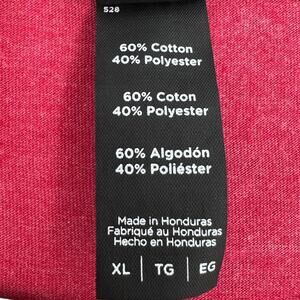 528
60% Cotton
40% Polyester
60% Coton
40% Polyester
60% Algodón
40% Poliéster
Made in Honduras
Fabriqué au Honduras
Hecho en Honduras
XL | TG | EG